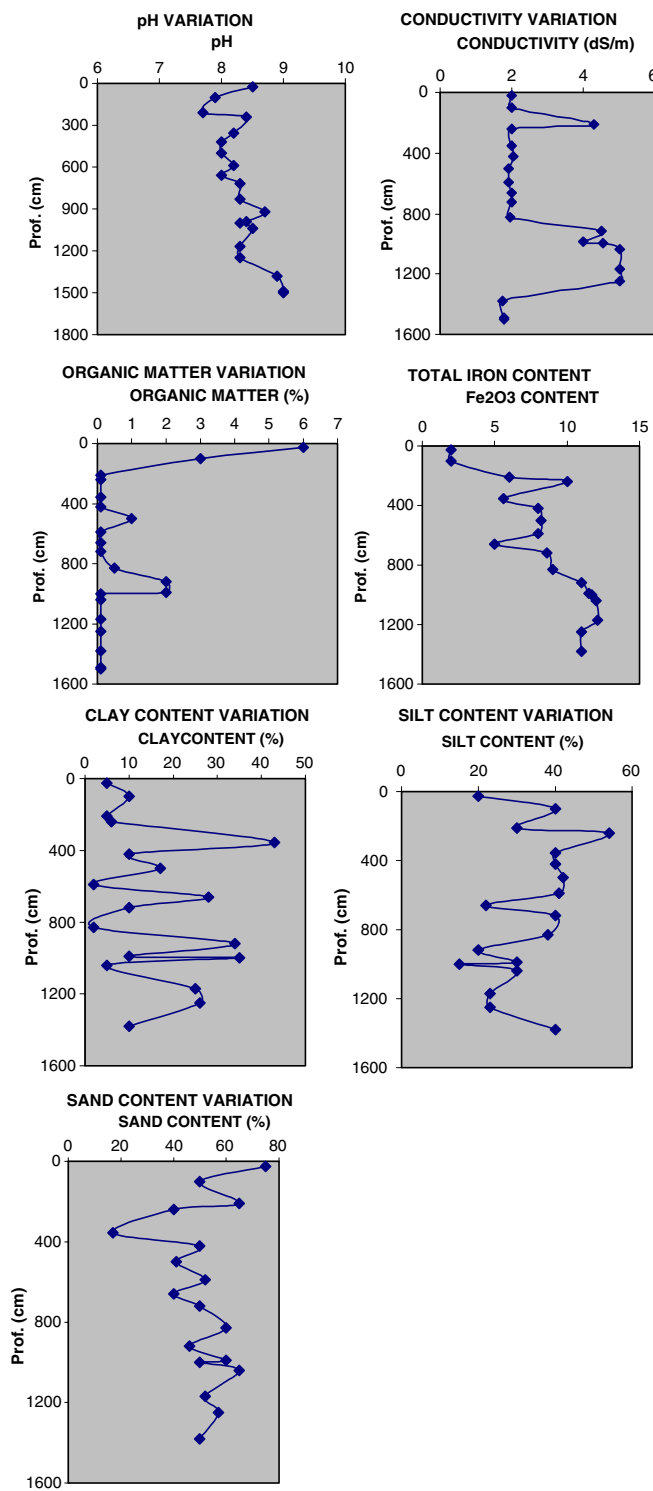 pH VARIATION
pH
6 7 8 9 10
0
300
600
900
1200
1500
1800
Prof. (cm)
CONDUCTIVITY VARIATION
CONDUCTIVITY (dS/m)
0 2 4 6
0
400
800
1200
1600
Prof. (cm)
ORGANIC MATTER VARIATION
ORGANIC MATTER (%)
0 1 2 3 4 5 6 7
0
400
800
1200
1600
Prof. (cm)
TOTAL IRON CONTENT
Fe2O3 CONTENT
0 5 10 15
0
400
800
1200
1600
Prof. (cm)
CLAY CONTENT VARIATION
CLAYCONTENT (%)
0 10 20 30 40 50
0
400
800
1200
1600
Prof. (cm)
SILT CONTENT VARIATION
SILT CONTENT (%)
0 20 40 60
0
400
800
1200
1600
Prof. (cm)
SAND CONTENT VARIATION
SAND CONTENT (%)
0 20 40 60 80
0
400
800
1200
1600
Prof. (cm)